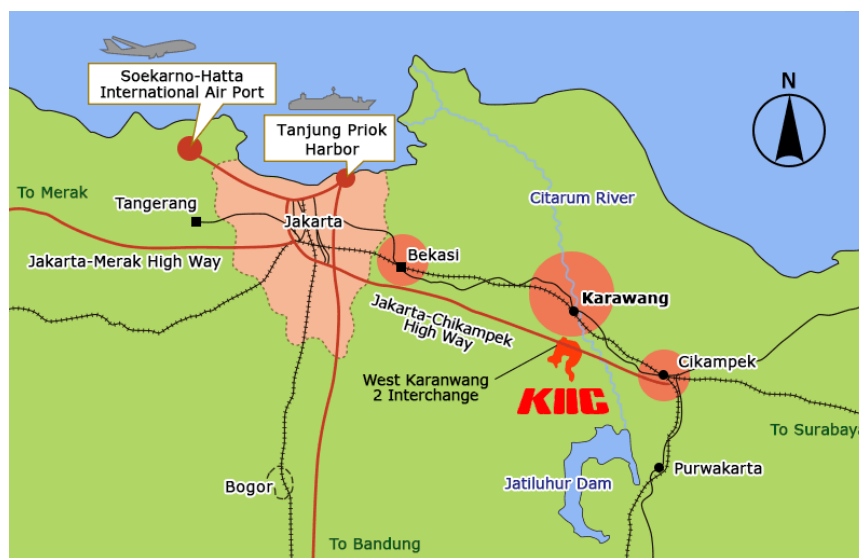 Soekarno-Hatta
International Air Port
N
Tanjung Priok
Harbor
To Merak
Tangerang
Citarum River
Jakarta
Bekasi
Jakarta-Merak High Way
Karawang
Jakarta-Chikampek
High Way
Cikampek
West Karanwang
2 Interchange
KIIC
To Surabaya
Purwakarta
Bogor
Jatiluhur Dam
To Bandung